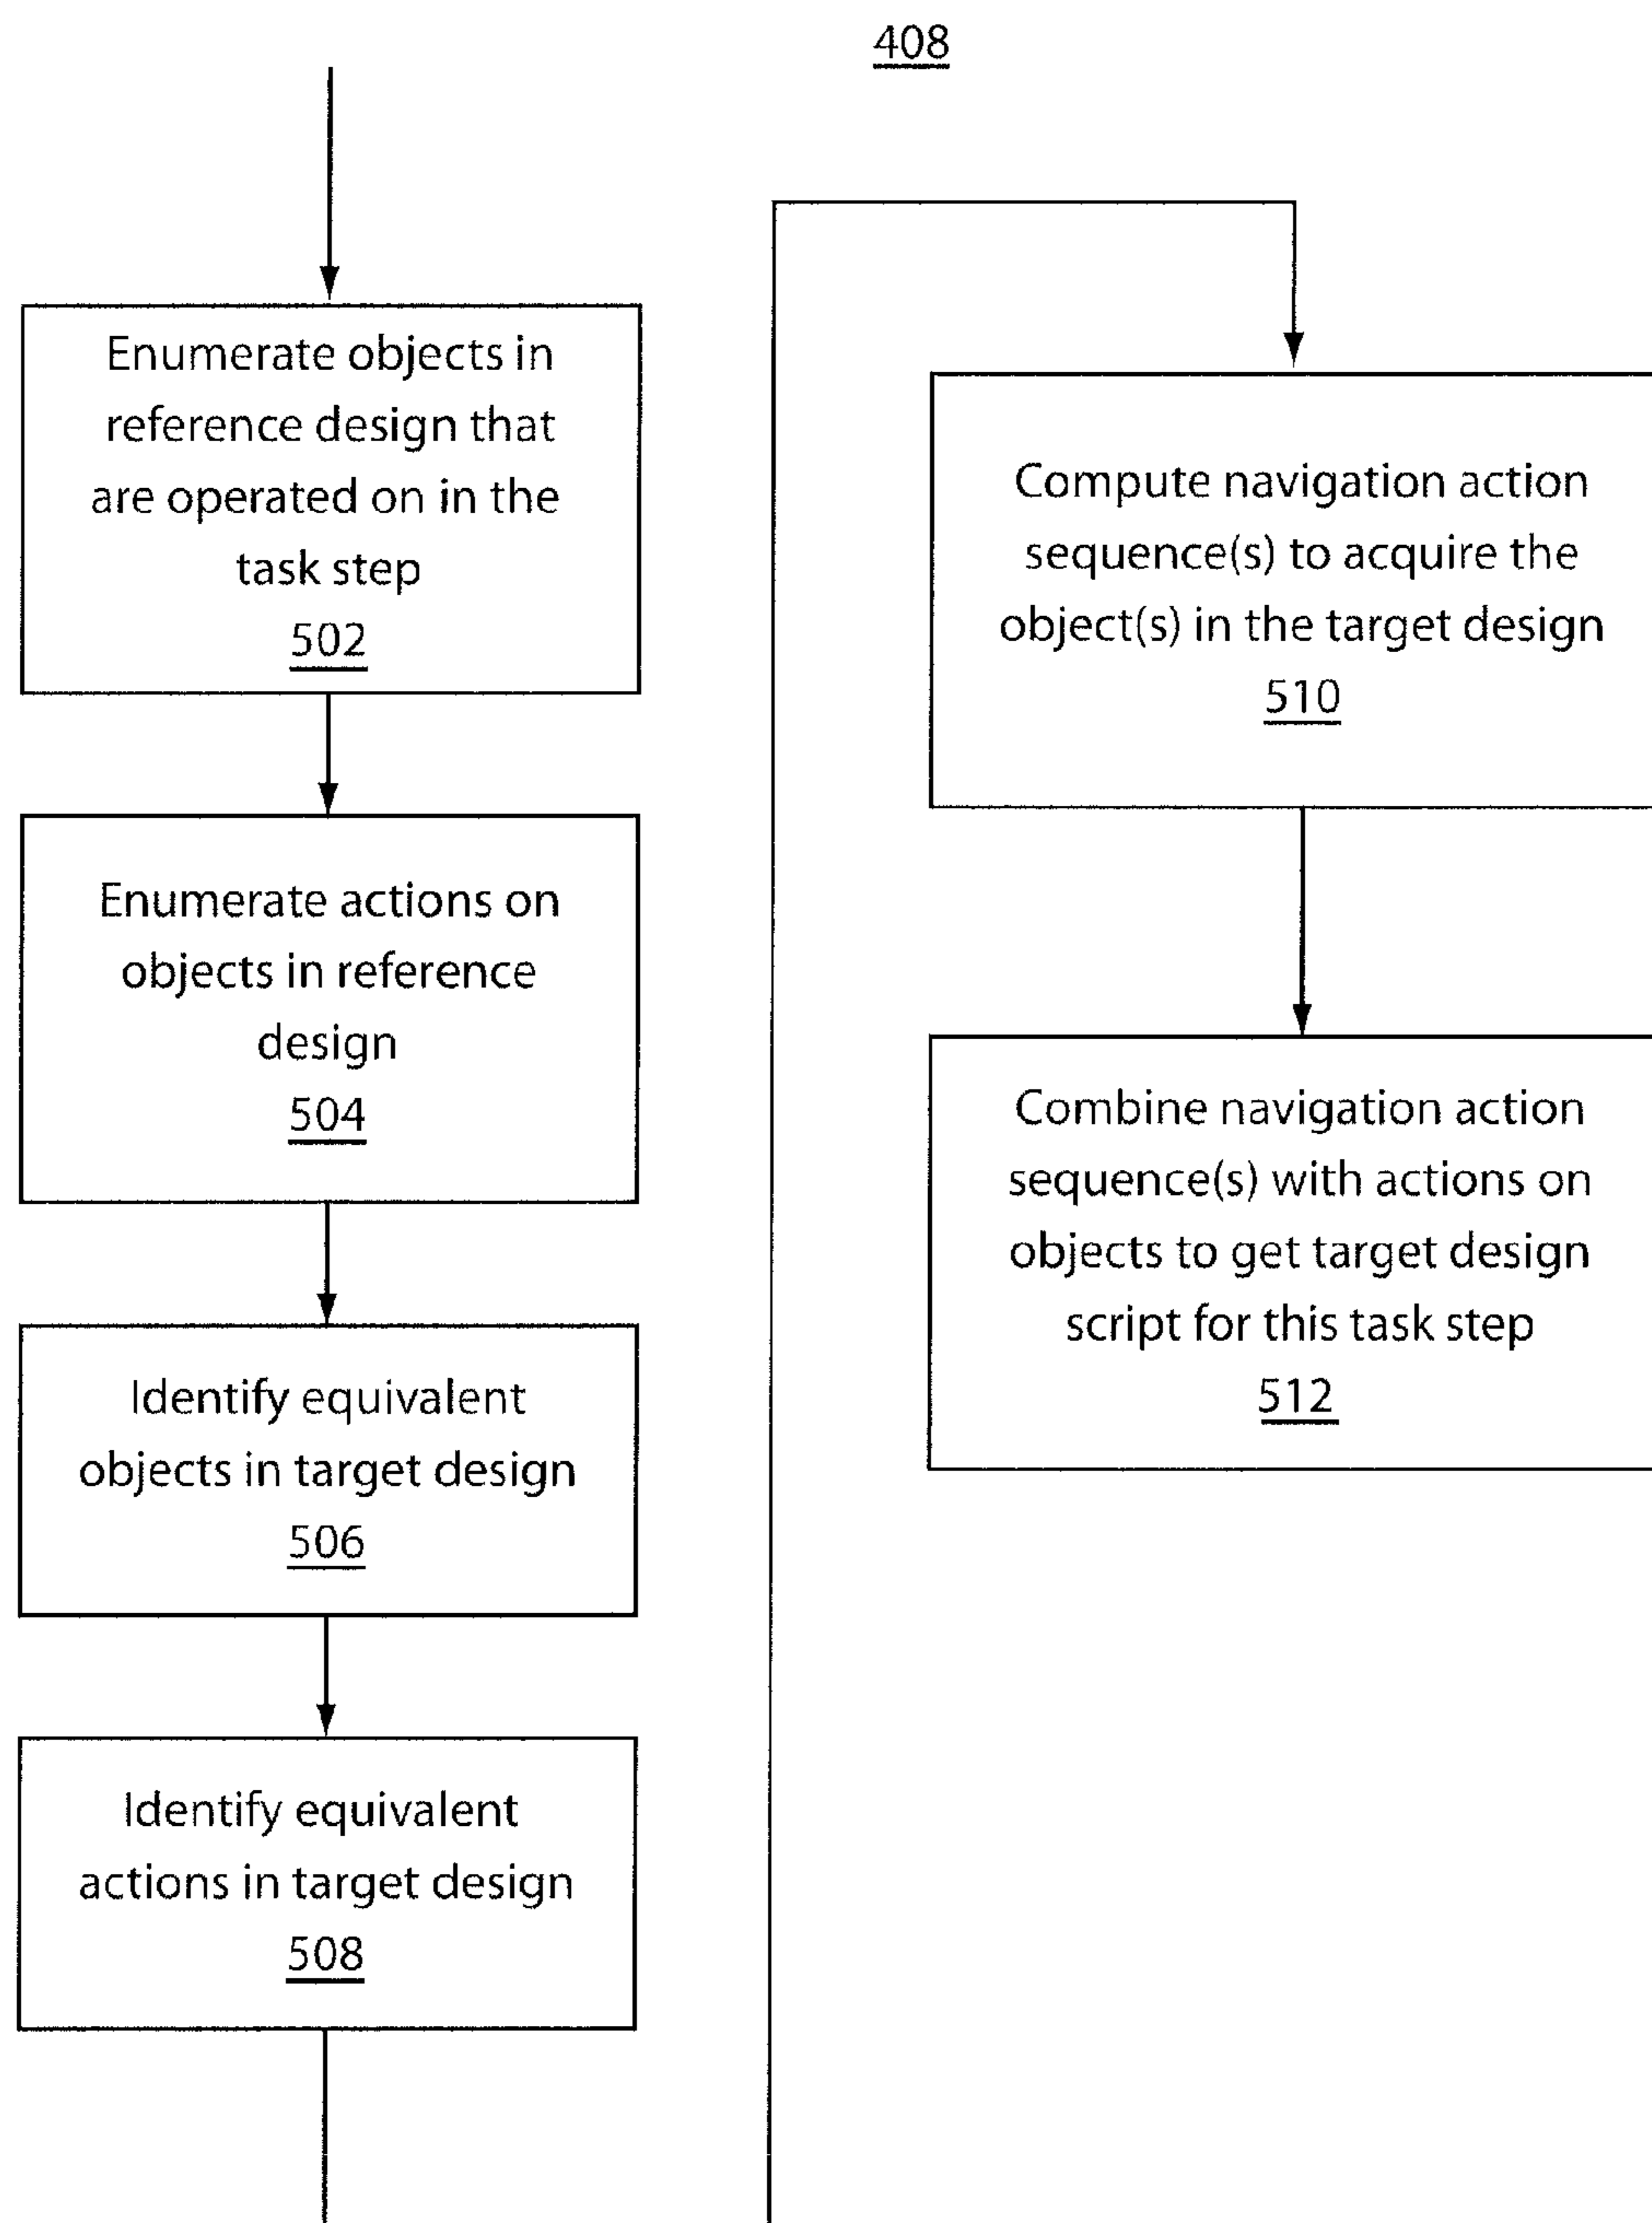 408
Enumerate objects in
reference design that
are operated on in the
task step
502
Enumerate actions on
objects in reference
design
504
Identify equivalent
objects in target design
506
Identify equivalent
actions in target design
508
Compute navigation action
sequence(s) to acquire the
object(s) in the target design
510
Combine navigation action
sequence(s) with actions on
objects to get target design
script for this task step
512